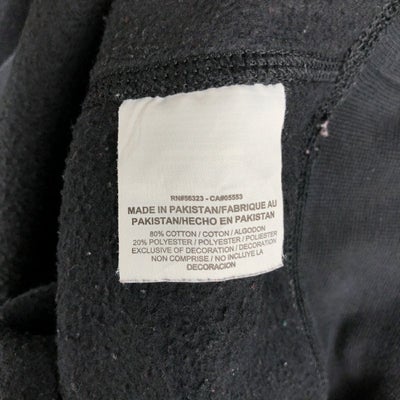 RN#56323 - CA#05553
MADE IN PAKISTAN/FABRIQUE AU
PAKISTAN/HECHO EN PAKISTAN
80% COTTON / COTON / ALGODON
20% POLYESTER / POLYESTER / POLIESTER
EXCLUSIVE OF DECORATION / DECORATION
NON COMPRISE / NO INCLUYE LA
DECORACION